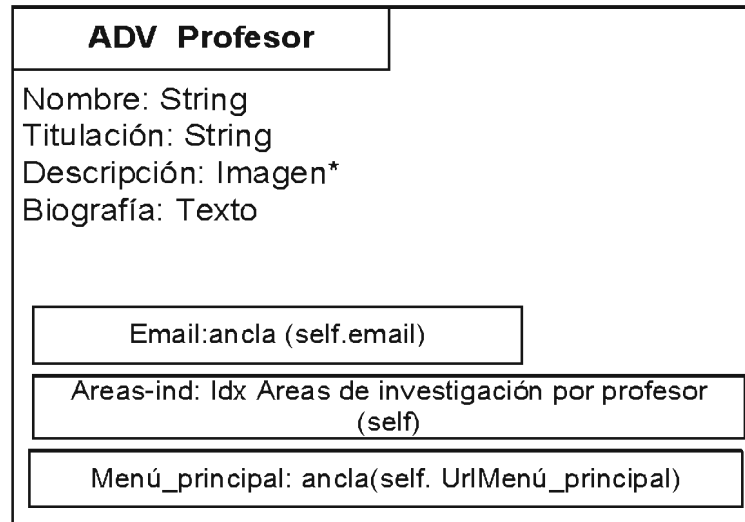 ADV Profesor
Nombre: String
Titulación: String
Descripción: Imagen*
Biografía: Texto
Email:ancla (self.email)
Areas-ind: Idx Areas de investigación por profesor
(self)
Menú_principal: ancla(self. UrlMenú_principal)